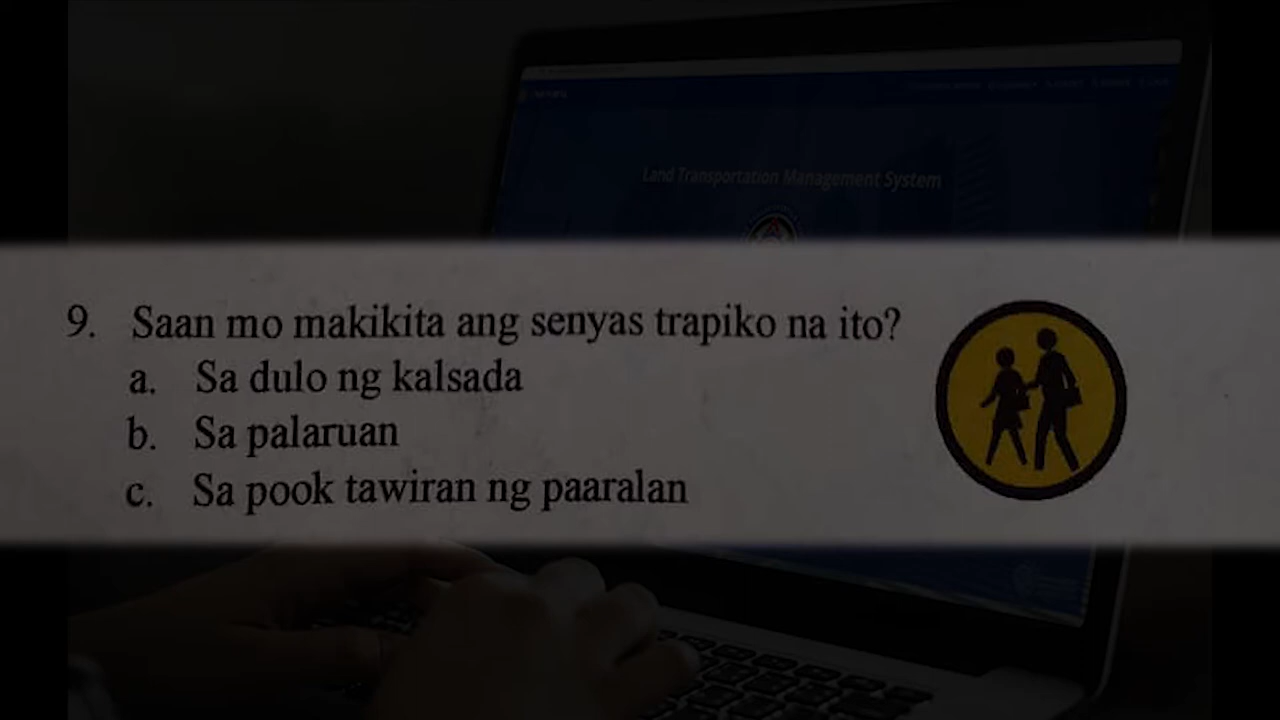 Land Transportation Management System
9. Saan mo makikita ang senyas trapiko na ito?
a. Sa dulo ng kalsada
b. Sa palaruan
c. Sa pook tawiran ng paaralan